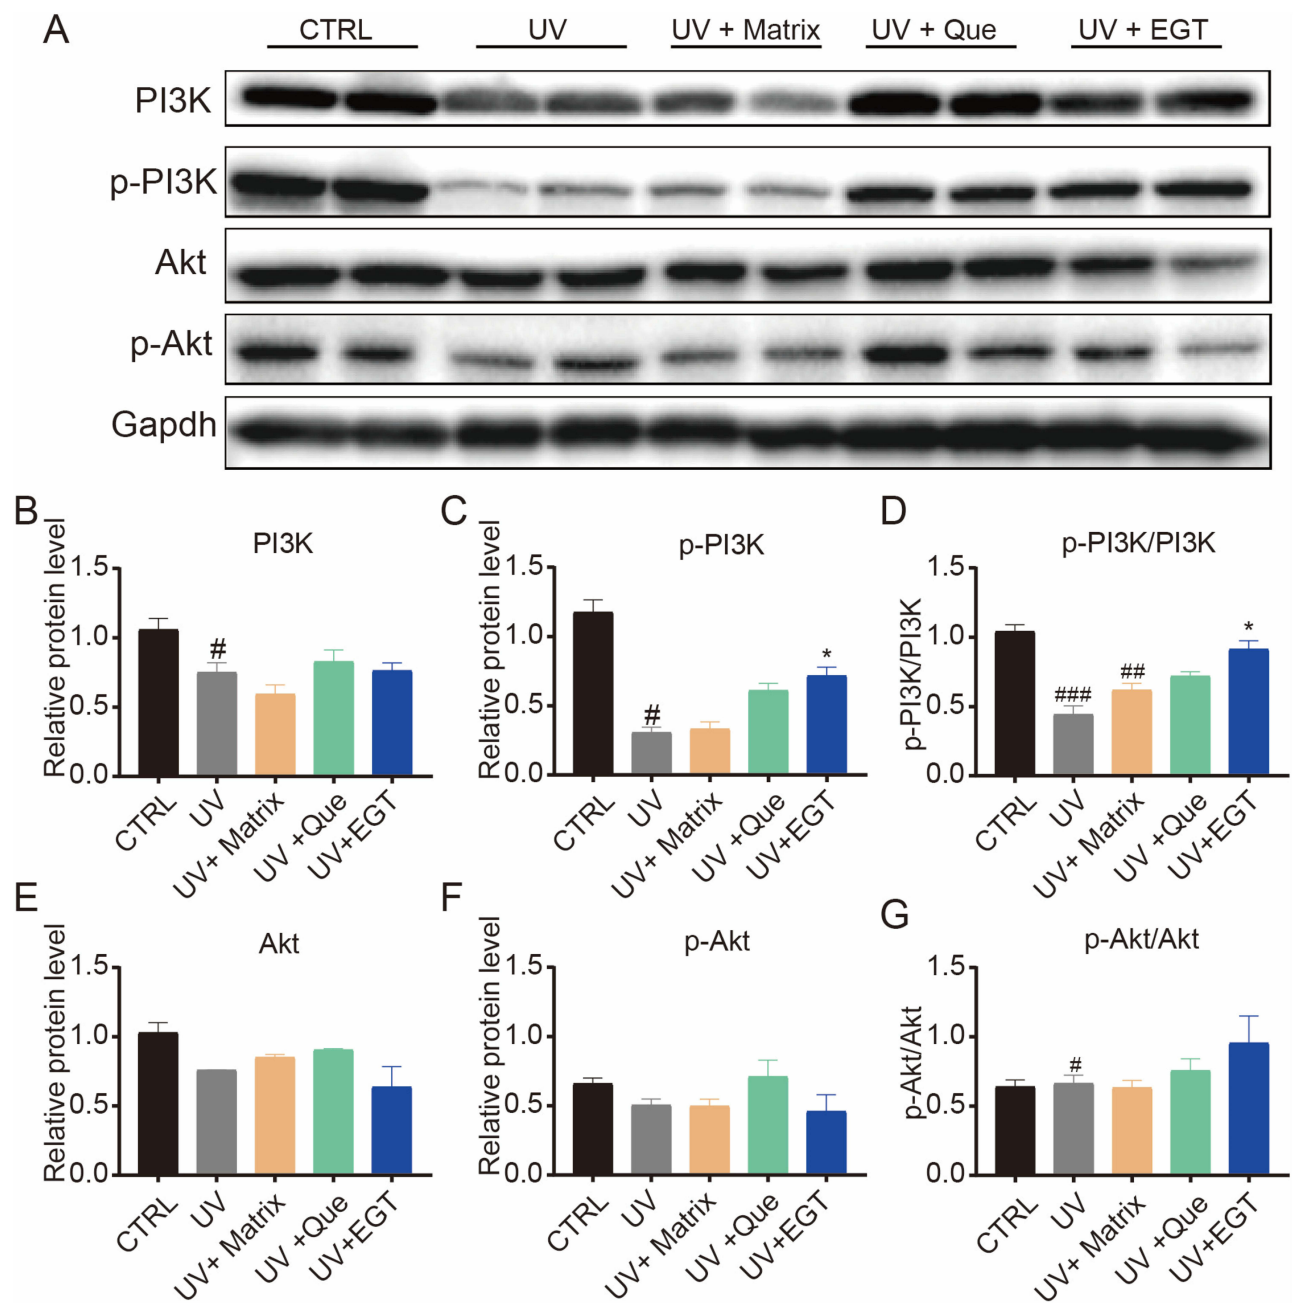 A
CTRL UV UV + Matrix UV + Que UV + EGT
PI3K
p-PI3K
Akt
p-Akt
Gapdh
B
PI3K
Relative protein level
1.5
1.0
0.5
0.0
#
CTRL UV UV+ Matrix UV +Que UV+EGT
C
p-PI3K
Relative protein level
1.5
1.0
0.5
0.0
# *
CTRL UV UV+ Matrix UV +Que UV+EGT
D
p-PI3K/PI3K
p-PI3K/PI3K
1.5
1.0
0.5
0.0
### ## *
CTRL UV UV+ Matrix UV +Que UV+EGT
E
Akt
Relative protein level
1.5
1.0
0.5
0.0
CTRL UV UV+ Matrix UV +Que UV+EGT
F
p-Akt
Relative protein level
1.5
1.0
0.5
0.0
CTRL UV UV+ Matrix UV +Que UV+EGT
G
p-Akt/Akt
p-Akt/Akt
1.5
1.0
0.5
0.0
#
CTRL UV UV+ Matrix UV +Que UV+EGT